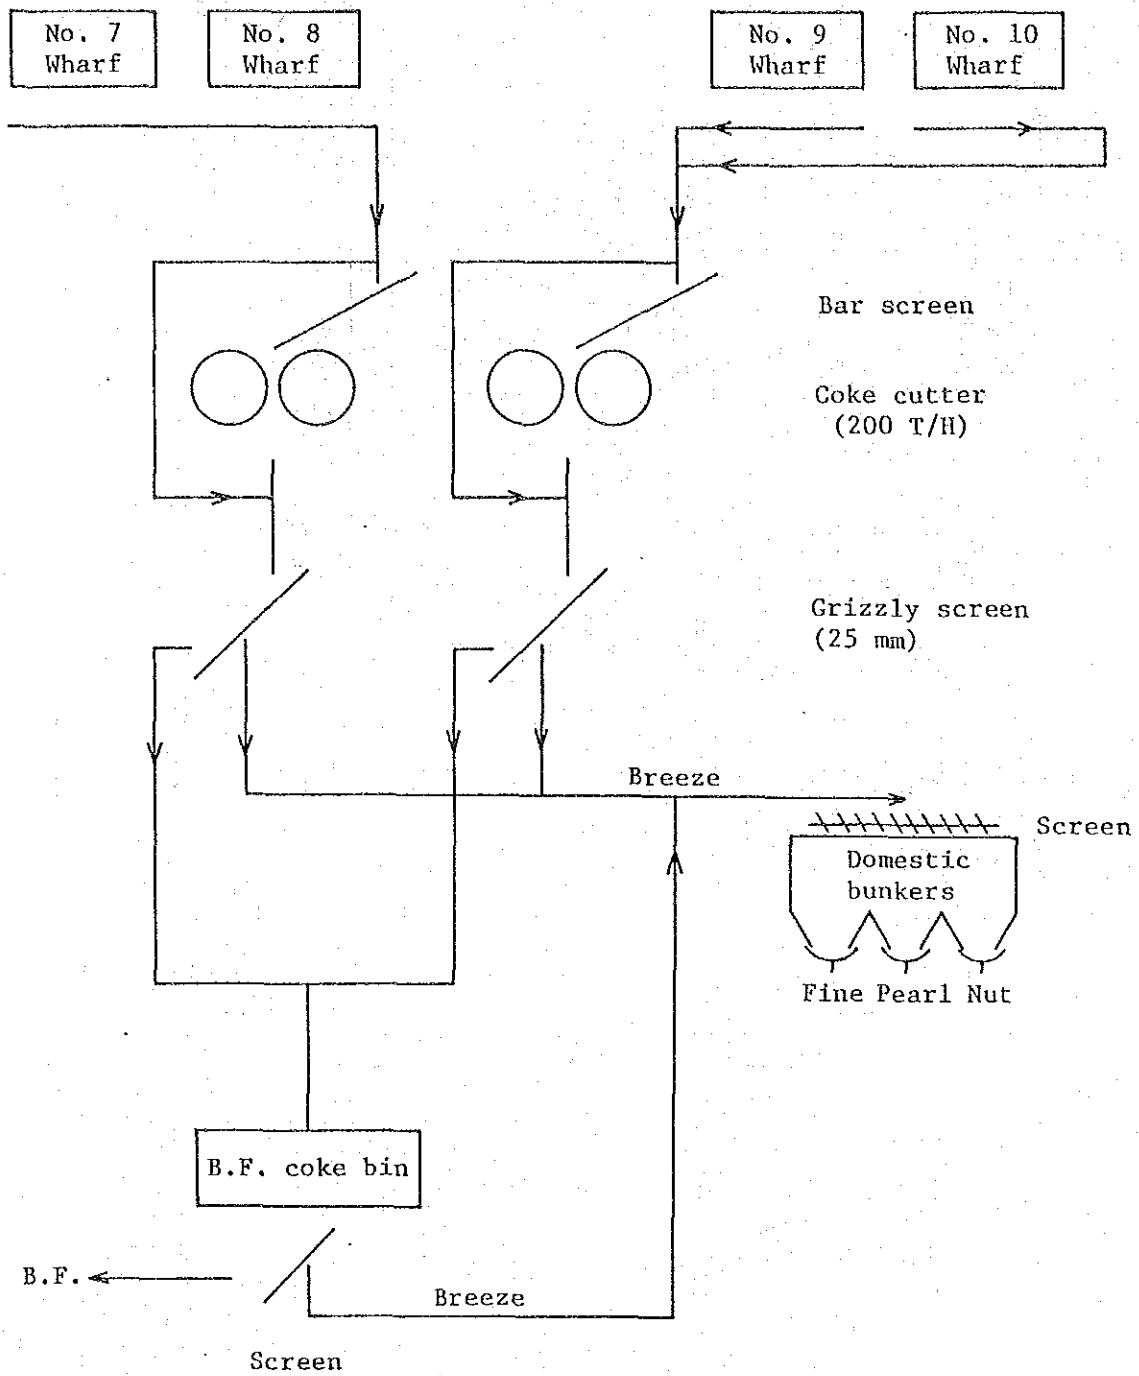 No. 7
Wharf
No. 8
Wharf
No. 9
Wharf
No. 10
Wharf
Bar screen
Coke cutter
(200 T/H)
Grizzly screen
(25 mm)
Breeze
Screen
Domestic
bunkers
Fine Pearl Nut
B.F. coke bin
B.F.
Breeze
Screen